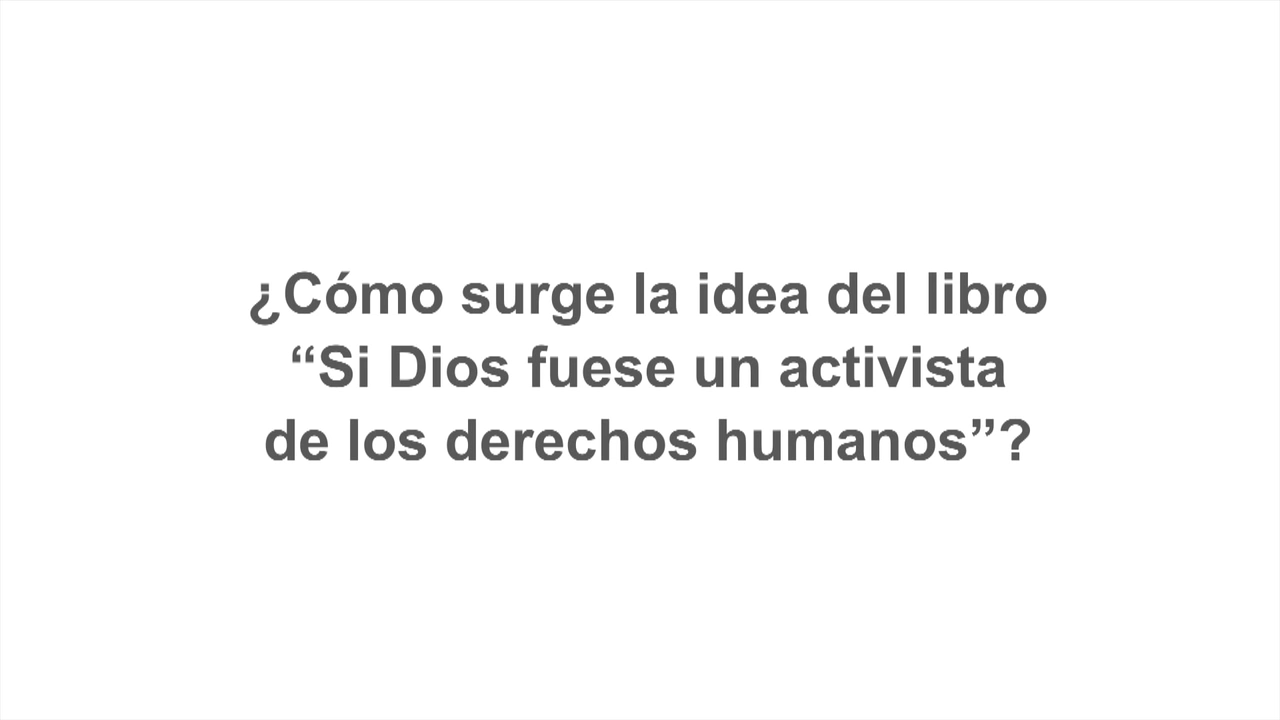 ¿Cómo surge la idea del libro
“Si Dios fuese un activista
de los derechos humanos”?